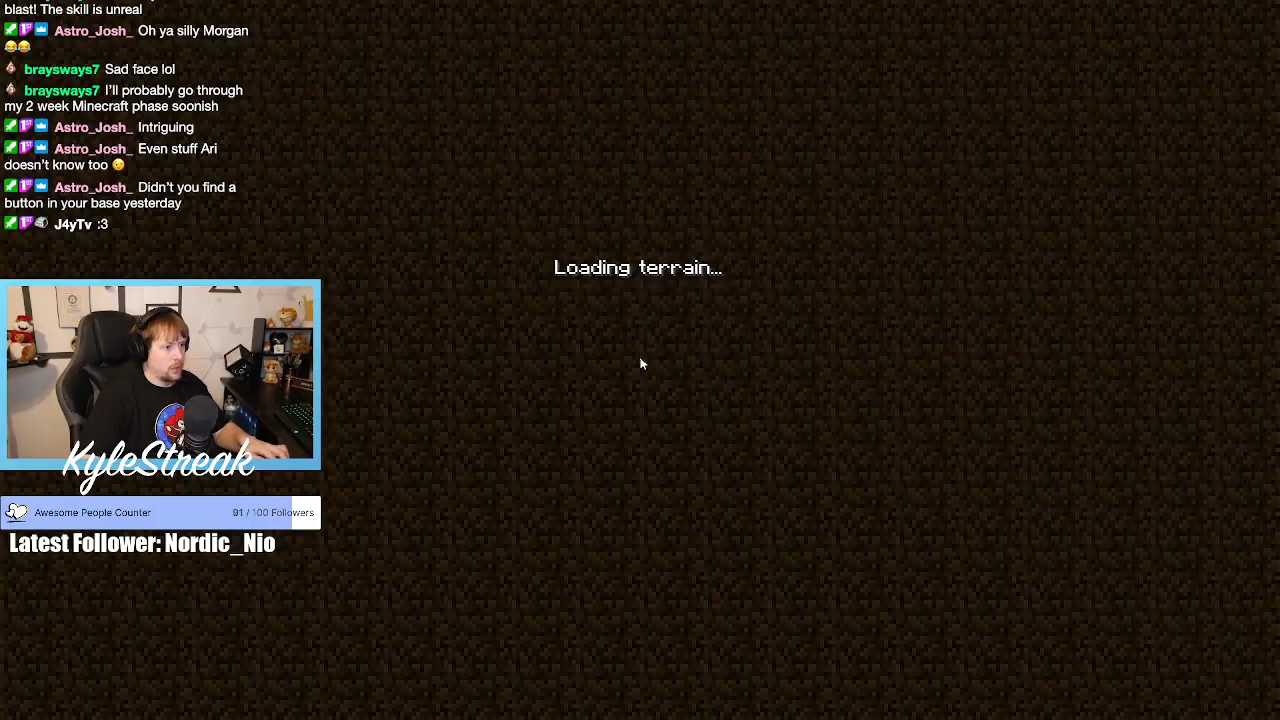 blast! The skill is unreal
Astro_Josh_ Oh ya silly Morgan
😂😂
braysways7 Sad face lol
braysways7 I'll probably go through
my 2 week Minecraft phase soonish
Astro_Josh_ Intriguing
Astro_Josh_ Even stuff Ari
doesn't know too 😉
Astro_Josh_ Didn't you find a
button in your base yesterday
J4yTv :3
Loading terrain...
KyleStreak
Awesome People Counter 91 / 100 Followers
Latest Follower: Nordic_Nio